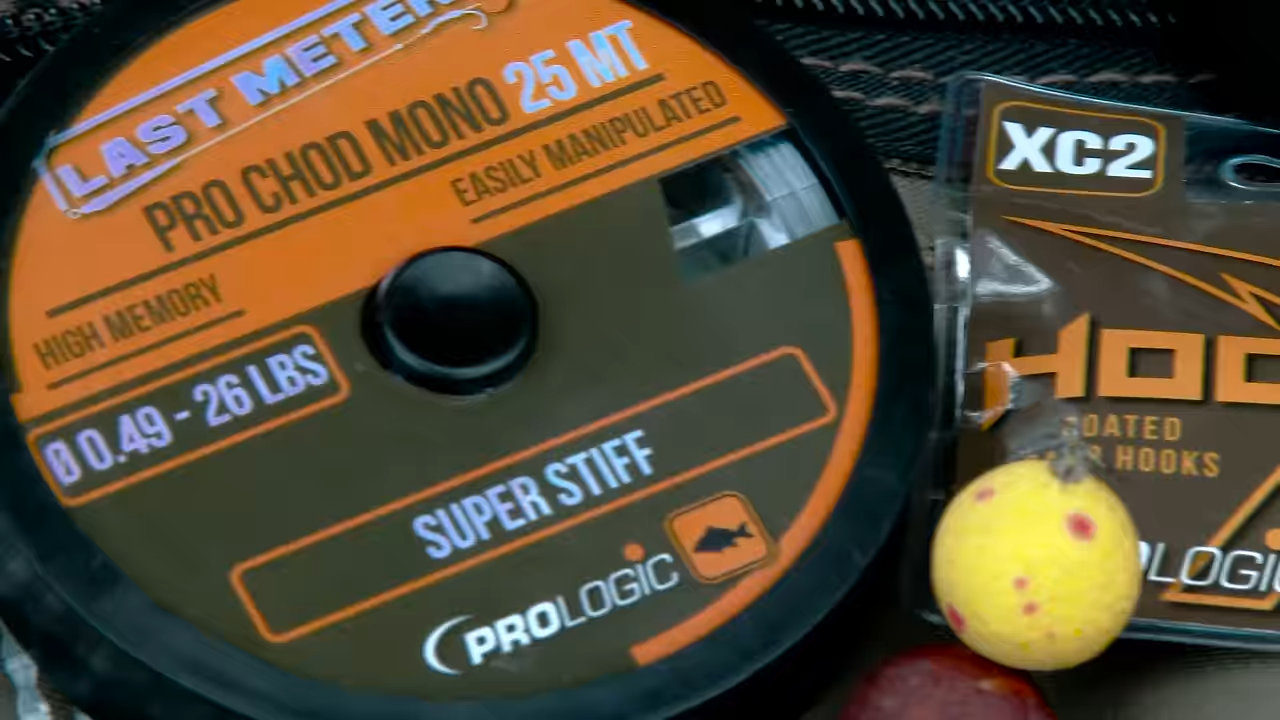 LAST METER
PRO CHOD MONO 25 MT
EASILY MANIPULATED
HIGH MEMORY
Ø 0.49 - 26 LBS
SUPER STIFF
PROLOGIC
XC2
HOOKS